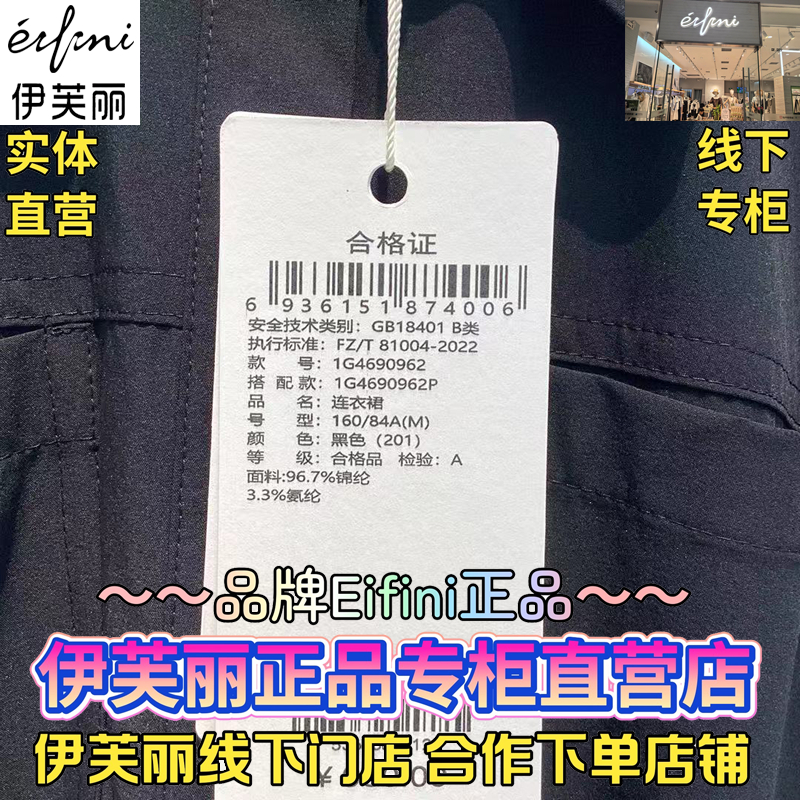 éifini
伊芙丽
实体
直营
éifini
线下
专柜
合格证
6 936151 874006
安全技术类别：GB18401 B类
执行标准：FZ/T 81004-2022
款 号：1G4690962
搭 配 款：1G4690962P
品 名：连衣裙
号 型：160/84A(M)
颜 色：黑色（201）
等 级：合格品 检验：A
面料:96.7%锦纶
3.3%氨纶
～～品牌Eifini正品～～
伊芙丽正品专柜直营店
伊芙丽线下门店 合作下单店铺